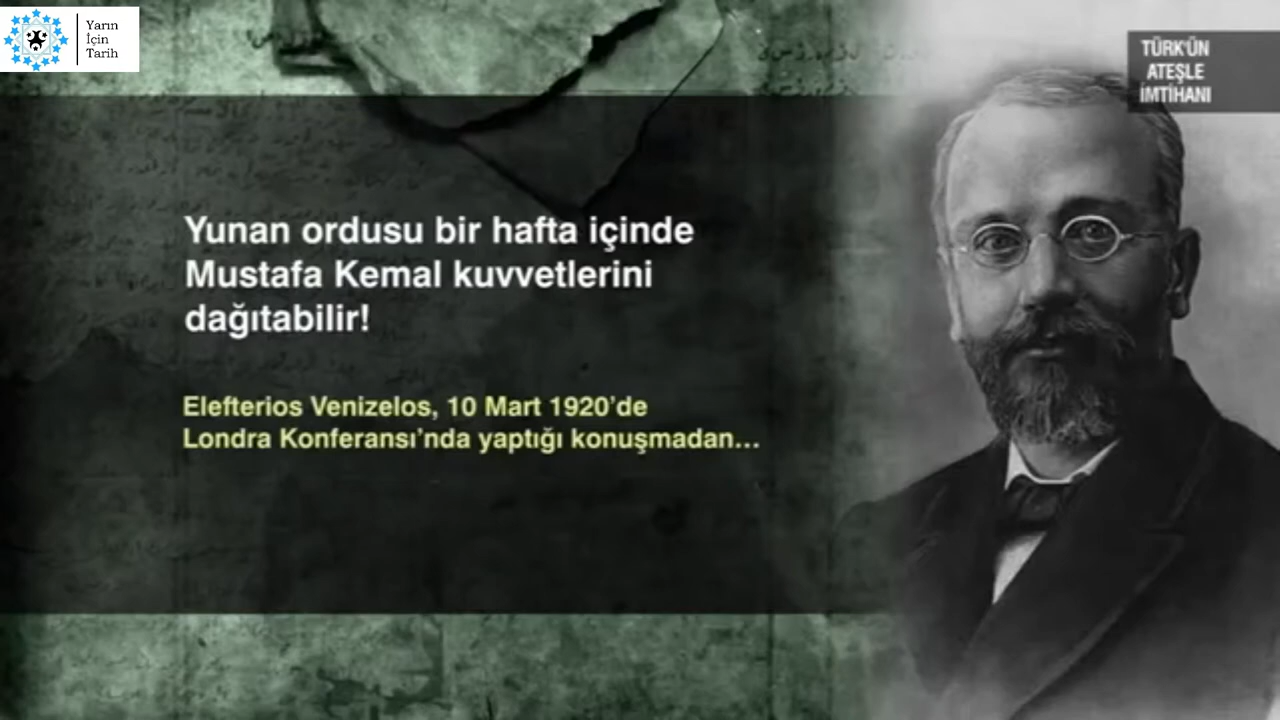 Yarın
İçin
Tarih
TÜRK'ÜN
ATEŞLE
İMTİHANI
Yunan ordusu bir hafta içinde
Mustafa Kemal kuvvetlerini
dağıtabilir!
Elefterios Venizelos, 10 Mart 1920’de
Londra Konferansı’nda yaptığı konuşmadan…